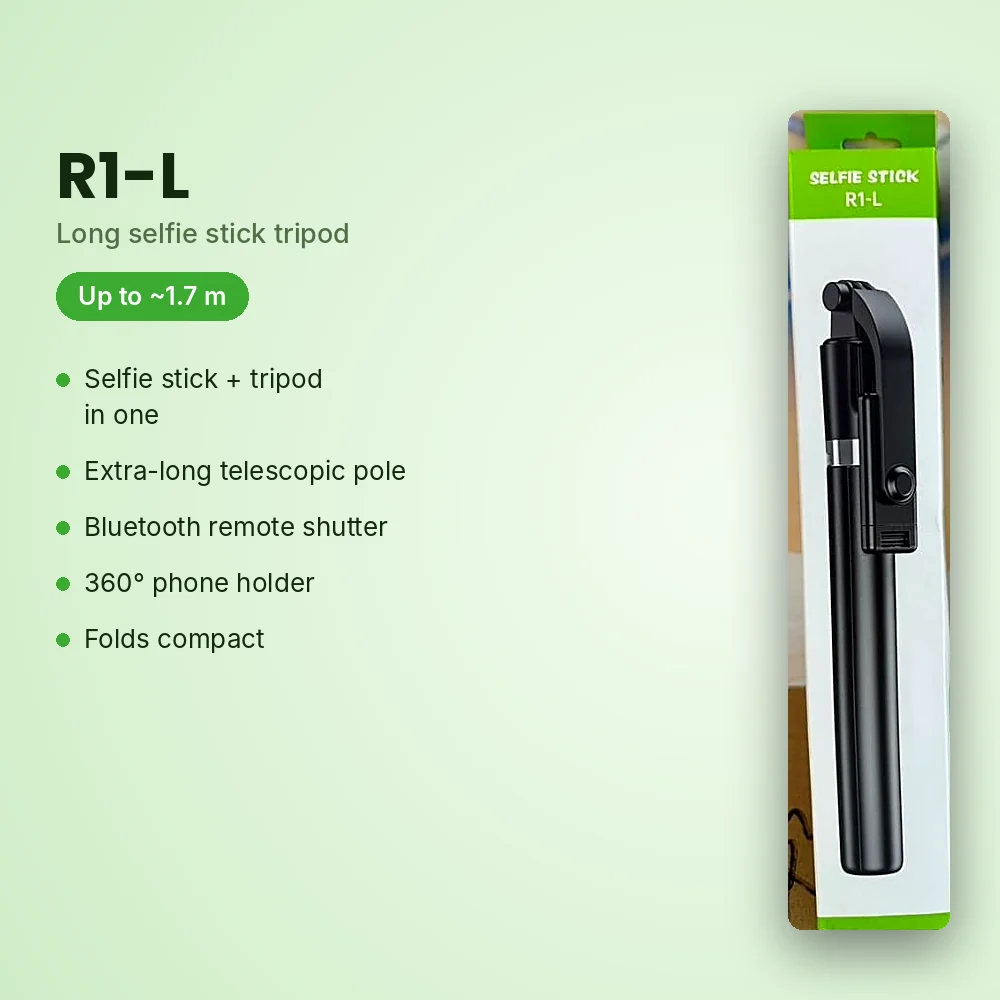 R1-L
Long selfie stick tripod
Up to ~1.7 m
Selfie stick + tripod
in one
Extra-long telescopic pole
Bluetooth remote shutter
360° phone holder
Folds compact
SELFIE STICK
R1-L